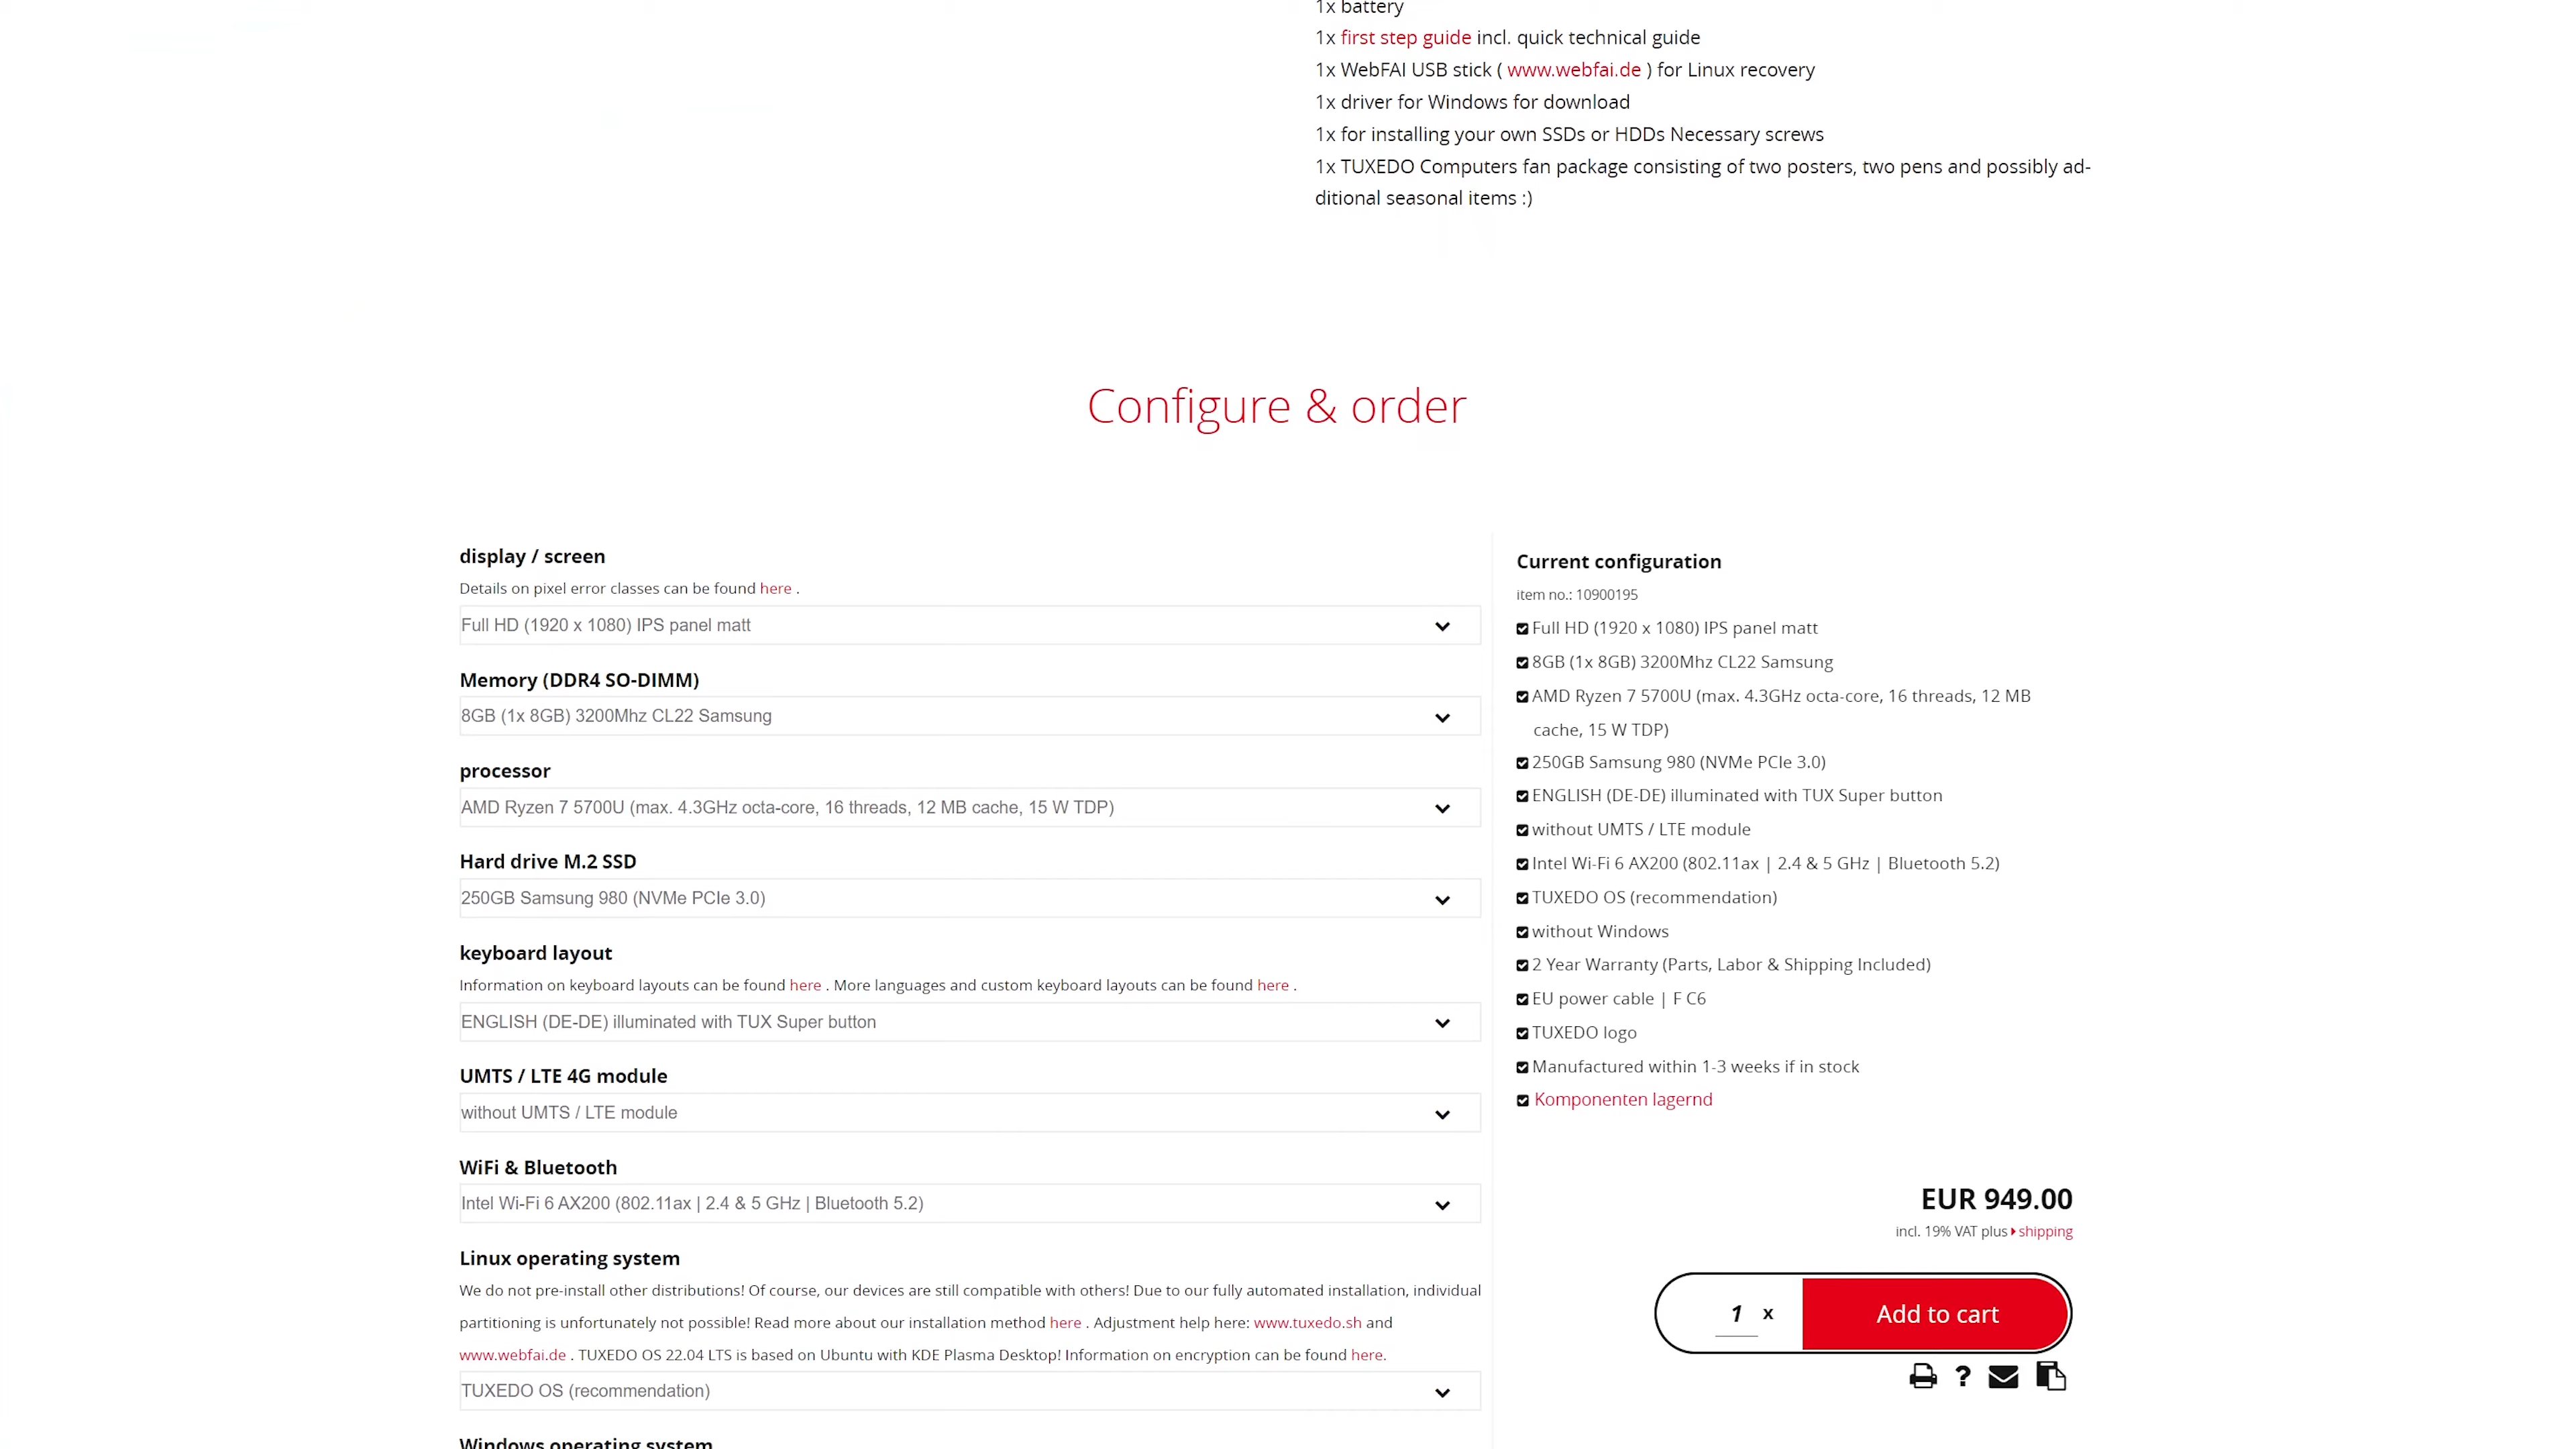 1x battery
1x first step guide incl. quick technical guide
1x WebFAI USB stick ( www.webfai.de ) for Linux recovery
1x driver for Windows for download
1x for installing your own SSDs or HDDs Necessary screws
1x TUXEDO Computers fan package consisting of two posters, two pens and possibly ad-
ditional seasonal items :)
Configure & order
display / screen
Details on pixel error classes can be found here .
Full HD (1920 x 1080) IPS panel matt
Memory (DDR4 SO-DIMM)
8GB (1x 8GB) 3200Mhz CL22 Samsung
processor
AMD Ryzen 7 5700U (max. 4.3GHz octa-core, 16 threads, 12 MB cache, 15 W TDP)
Hard drive M.2 SSD
250GB Samsung 980 (NVMe PCIe 3.0)
keyboard layout
Information on keyboard layouts can be found here . More languages and custom keyboard layouts can be found here .
ENGLISH (DE-DE) illuminated with TUX Super button
UMTS / LTE 4G module
without UMTS / LTE module
WiFi & Bluetooth
Intel Wi-Fi 6 AX200 (802.11ax | 2.4 & 5 GHz | Bluetooth 5.2)
Linux operating system
We do not pre-install other distributions! Of course, our devices are still compatible with others! Due to our fully automated installation, individual
partitioning is unfortunately not possible! Read more about our installation method here . Adjustment help here: www.tuxedo.sh and
www.webfai.de . TUXEDO OS 22.04 LTS is based on Ubuntu with KDE Plasma Desktop! Information on encryption can be found here.
TUXEDO OS (recommendation)
Windows operating system
Current configuration
item no.: 10900195
Full HD (1920 x 1080) IPS panel matt
8GB (1x 8GB) 3200Mhz CL22 Samsung
AMD Ryzen 7 5700U (max. 4.3GHz octa-core, 16 threads, 12 MB
cache, 15 W TDP)
250GB Samsung 980 (NVMe PCIe 3.0)
ENGLISH (DE-DE) illuminated with TUX Super button
without UMTS / LTE module
Intel Wi-Fi 6 AX200 (802.11ax | 2.4 & 5 GHz | Bluetooth 5.2)
TUXEDO OS (recommendation)
without Windows
2 Year Warranty (Parts, Labor & Shipping Included)
EU power cable | F C6
TUXEDO logo
Manufactured within 1-3 weeks if in stock
Komponenten lagernd
EUR 949.00
incl. 19% VAT plus shipping
1 x Add to cart
?